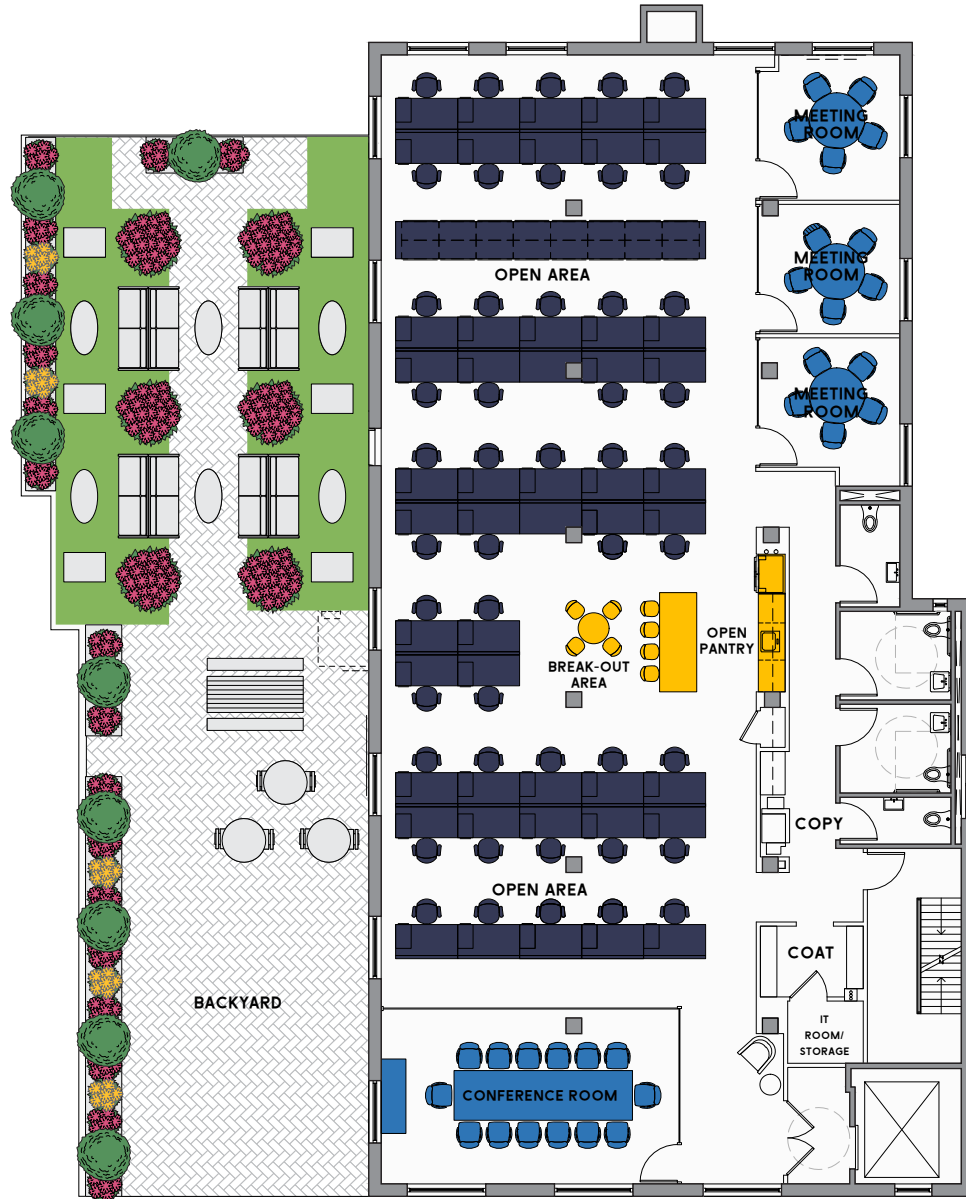 MEETING
ROOM
OPEN AREA
MEETING
ROOM
MEETING
ROOM
BREAK-OUT
AREA
OPEN
PANTRY
COPY
OPEN AREA
COAT
BACKYARD
IT
ROOM/
STORAGE
CONFERENCE ROOM